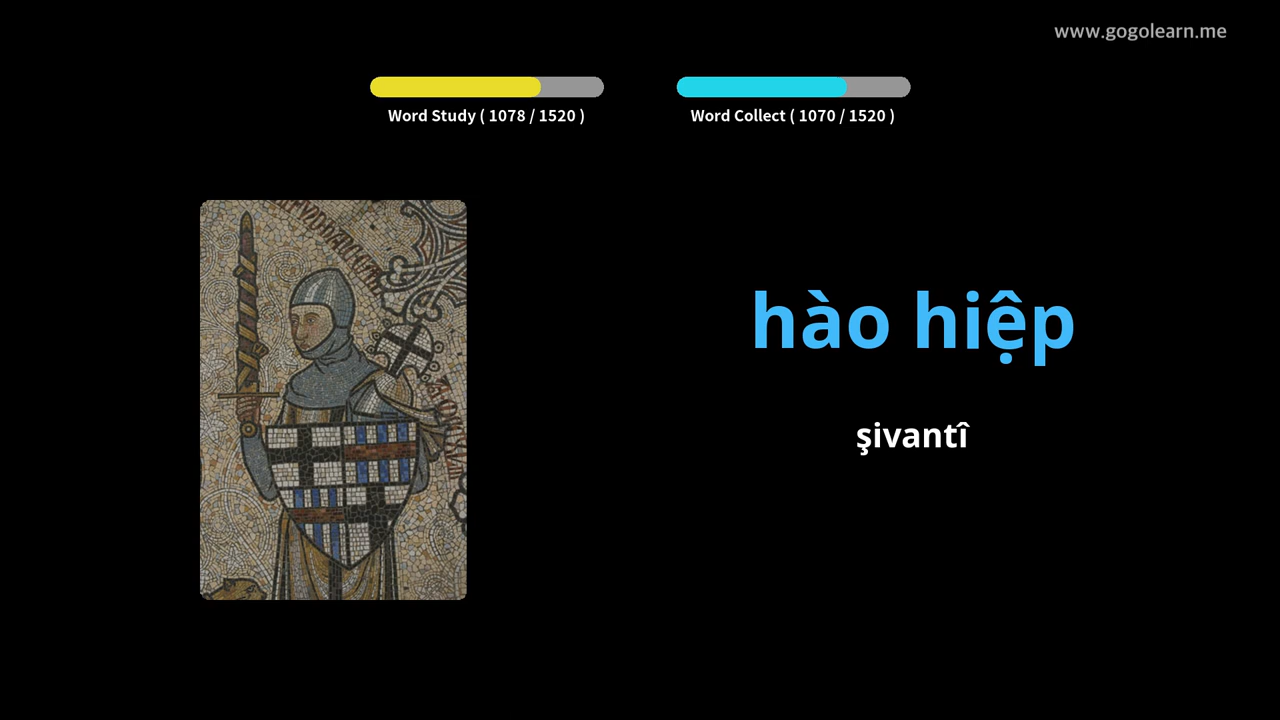 www.gogolearn.me
Word Study ( 1078 / 1520 )
Word Collect ( 1070 / 1520 )
hào hiệp
şivantî